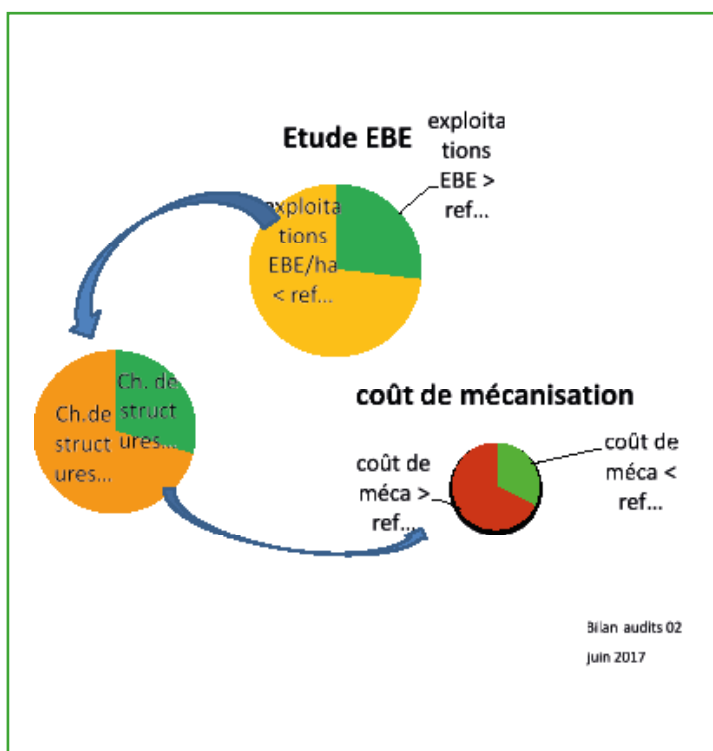 Etude EBE
exploita
tions
EBE >
ref...
exploita
tions
EBE/ha
< ref...
Ch. de
struct
ures...
Ch.de
struct
ures...
coût de mécanisation
coût de
méca >
ref...
coût de
méca <
ref...
Bilan audits 02
juin 2017